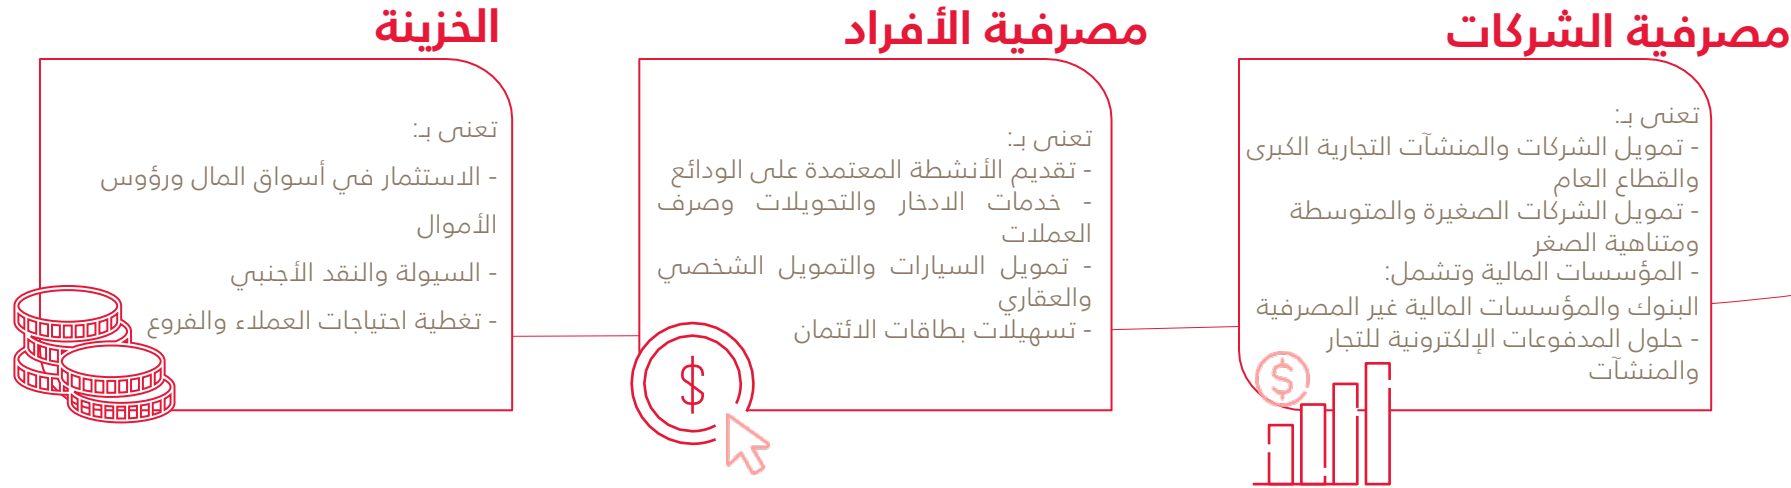 مصرفية الشركات
تعنى بـ:
- تمويل الشركات والمنشآت التجارية الكبرى
والقطاع العام
- تمويل الشركات الصغيرة والمتوسطة
ومتناهية الصغر
- المؤسسات المالية وتشمل:
البنوك والمؤسسات المالية غير المصرفية
- حلول المدفوعات الإلكترونية للتجار
والمنشآت
مصرفية الأفراد
تعنى بـ:
- تقديم الأنشطة المعتمدة على الودائع
- خدمات الادخار والتحويلات وصرف
العملات
- تمويل السيارات والتمويل الشخصي
والعقاري
- تسهيلات بطاقات الائتمان
$
الخزينة
تعنى بـ:
- الاستثمار في أسواق المال ورؤوس
الأموال
- السيولة والنقد الأجنبي
- تغطية احتياجات العملاء والفروع
$